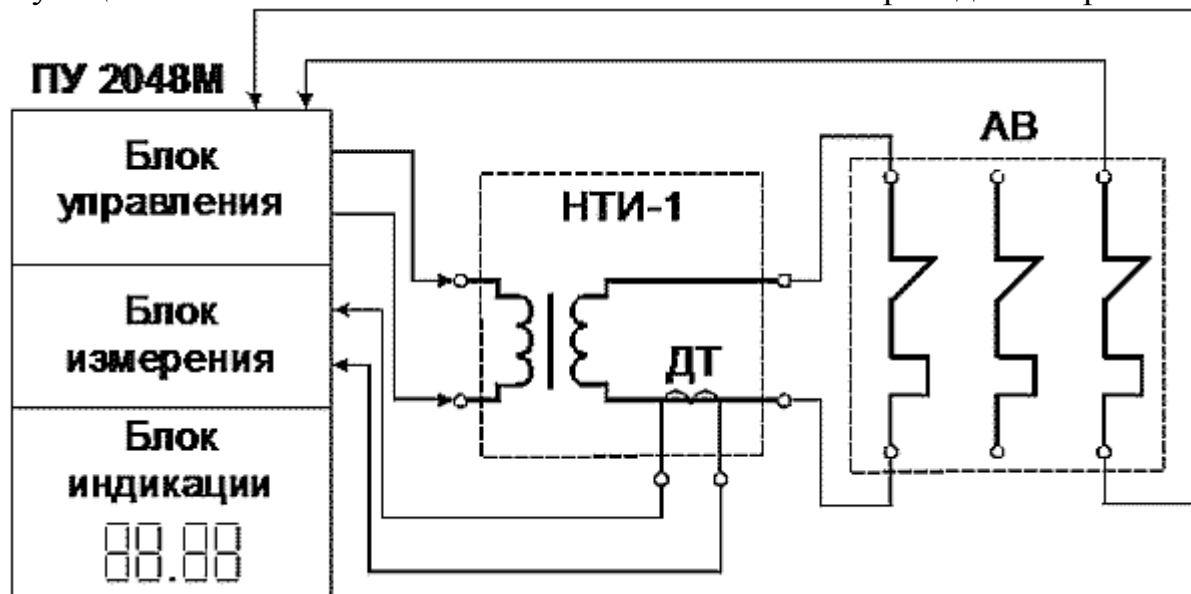 ПУ 2048М
Блок
управления
Блок
измерения
Блок
индикации
88.88
НТИ-1
ДТ
АВ